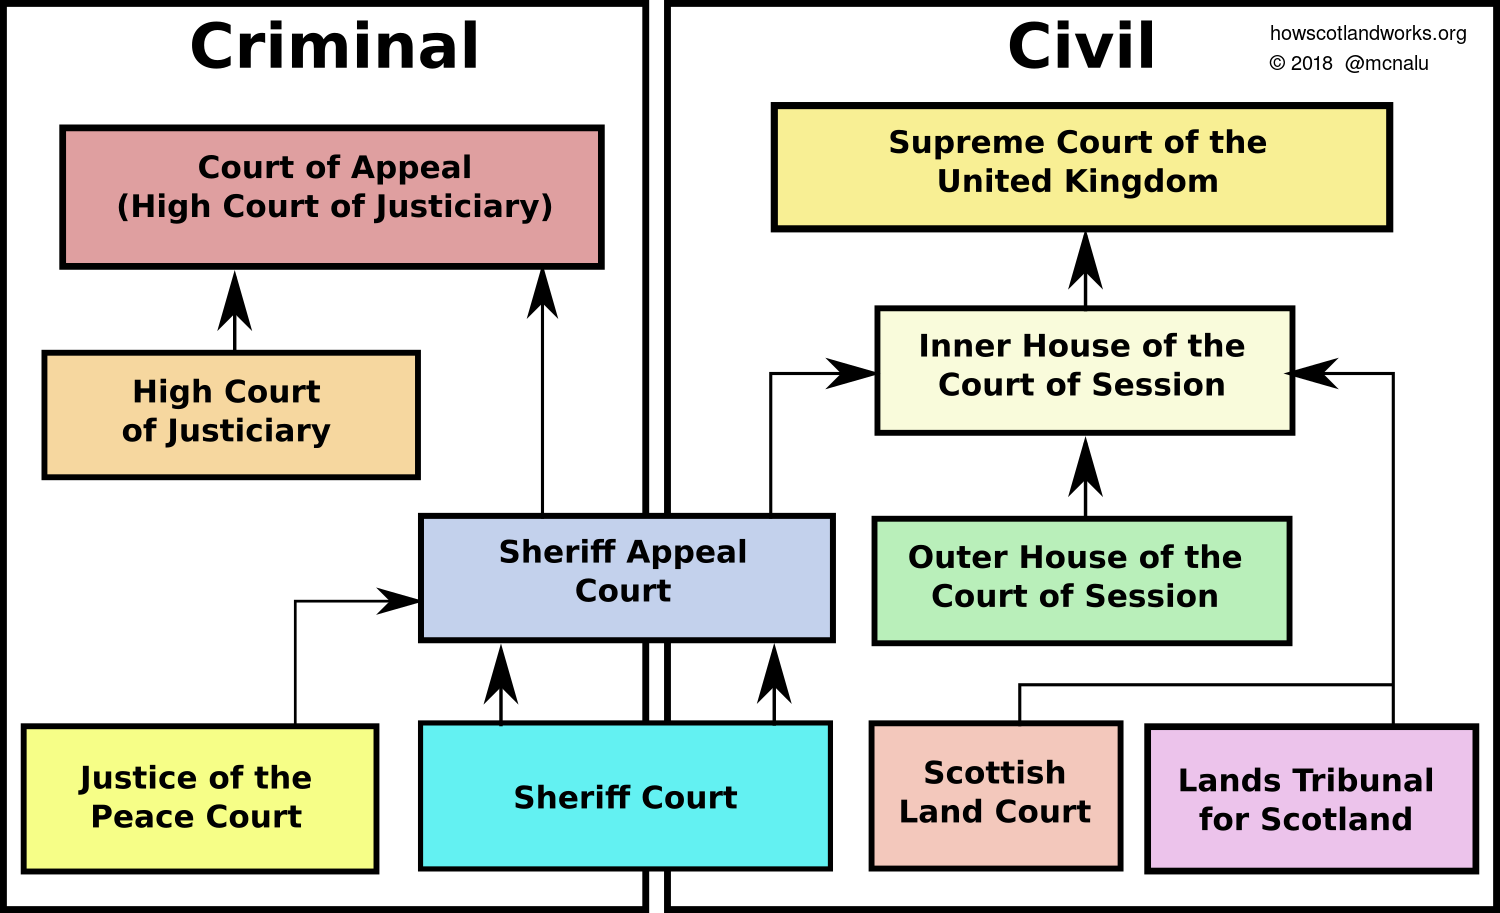 Criminal
Court of Appeal
(High Court of Justiciary)
High Court
of Justiciary
Sheriff Appeal
Court
Justice of the
Peace Court
Sheriff Court
Civil
howscotlandworks.org
© 2018 @mcnalu
Supreme Court of the
United Kingdom
Inner House of the
Court of Session
Outer House of the
Court of Session
Scottish
Land Court
Lands Tribunal
for Scotland